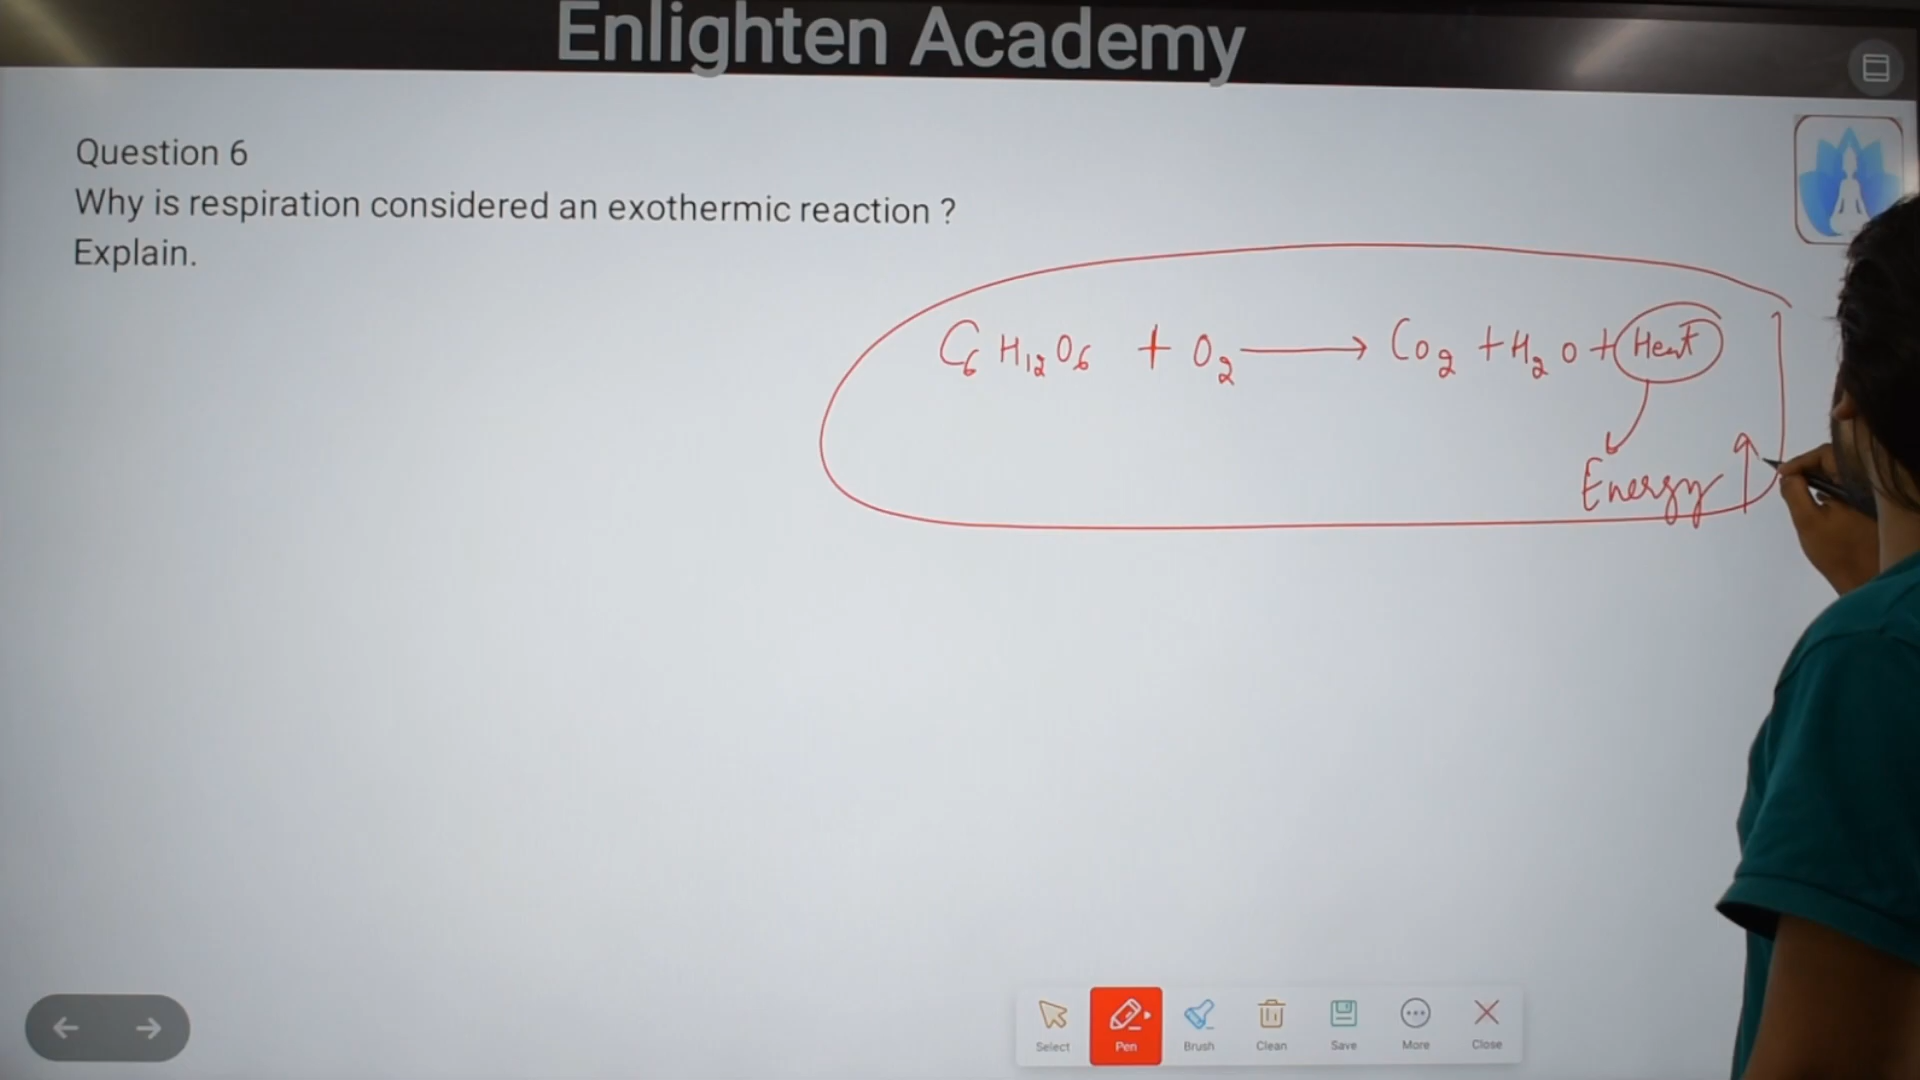 Enlighten Academy
Question 6
Why is respiration considered an exothermic reaction ?
Explain.
C6 H12 O6 + O2 → Co2 + H2 o + Heat
Energy ↑
Select Pen Brush Clean Save More Close